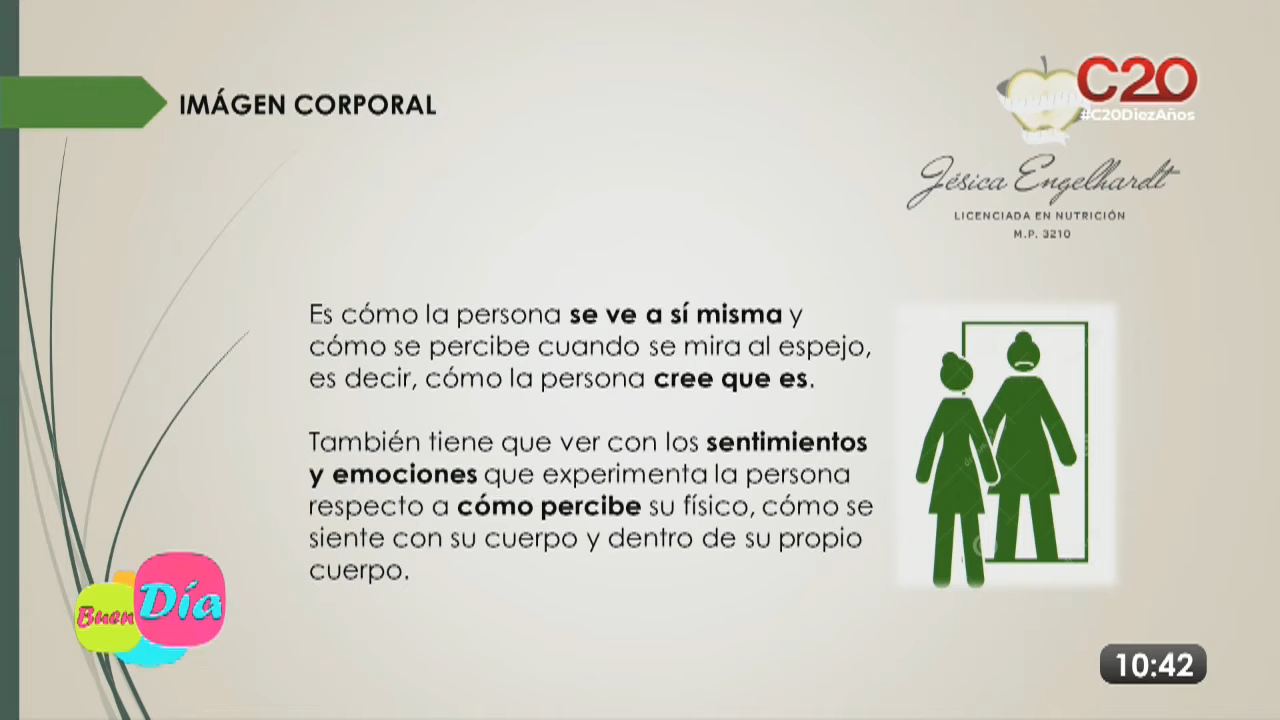 IMÁGEN CORPORAL
C20
#C20DiezAños
Jésica Engelhardt
LICENCIADA EN NUTRICIÓN
M.P. 3210
Es cómo la persona se ve a sí misma y
cómo se percibe cuando se mira al espejo,
es decir, cómo la persona cree que es.
También tiene que ver con los sentimientos
y emociones que experimenta la persona
respecto a cómo percibe su físico, cómo se
siente con su cuerpo y dentro de su propio
cuerpo.
Buen Día
10:42